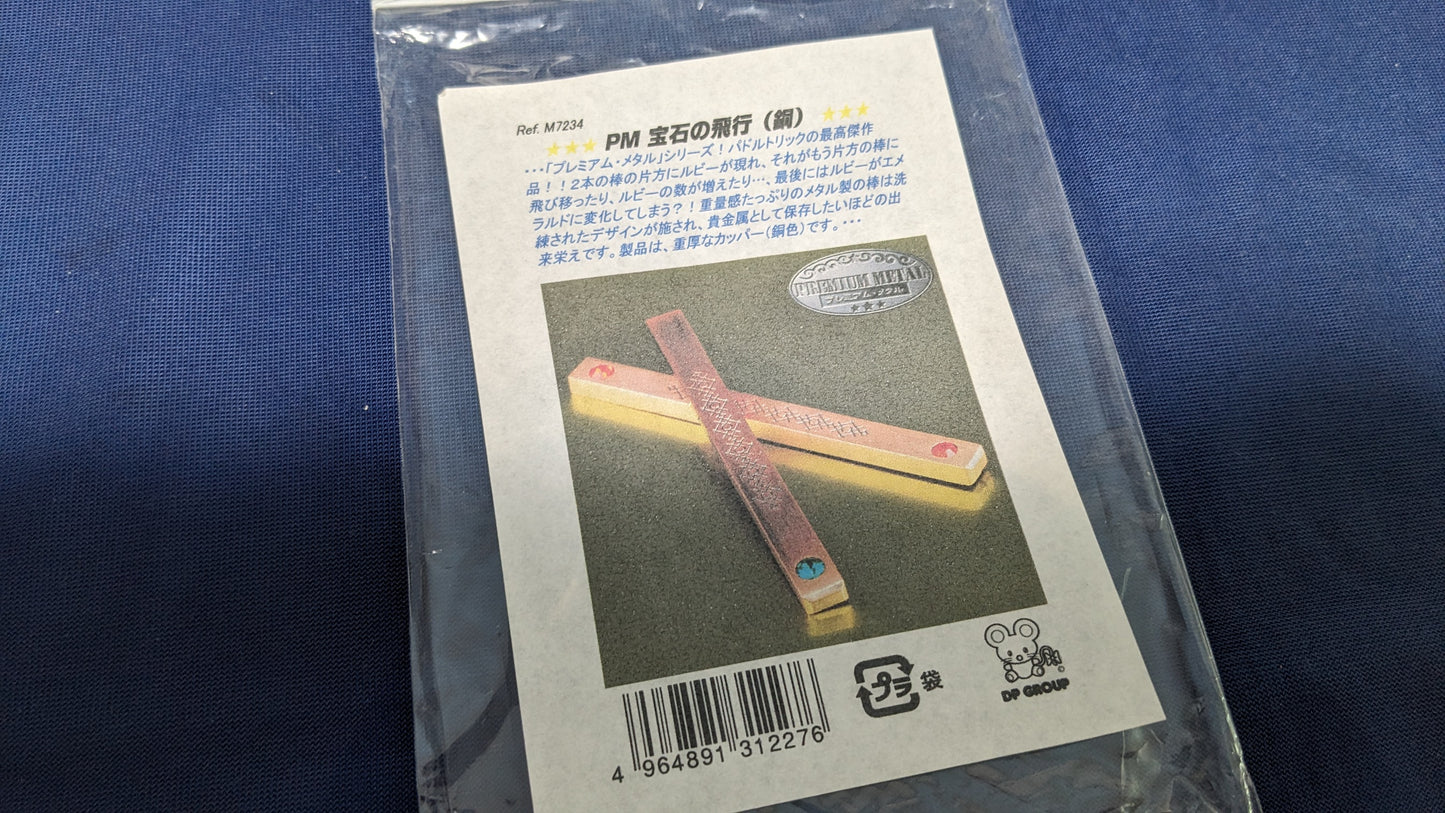 Ref. M7234
★★★ PM 宝石の飛行（銅） ★★★
・・・「プレミアム・メタル」シリーズ！パドルトリックの最高傑作
品！！2本の棒の片方にルビーが現れ、それがもう片方の棒に
飛び移ったり、ルビーの数が増えたり…、最後にはルビーがエメ
ラルドに変化してしまう？！重量感たっぷりのメタル製の棒は洗
練されたデザインが施され、貴金属として保存したいほどの出
来栄えです。製品は、重厚なカッパー（銅色）です。・・・
PREMIUM METAL
プレミアム・メタル
★★★
プラ 袋
DP GROUP
4 964891 312276